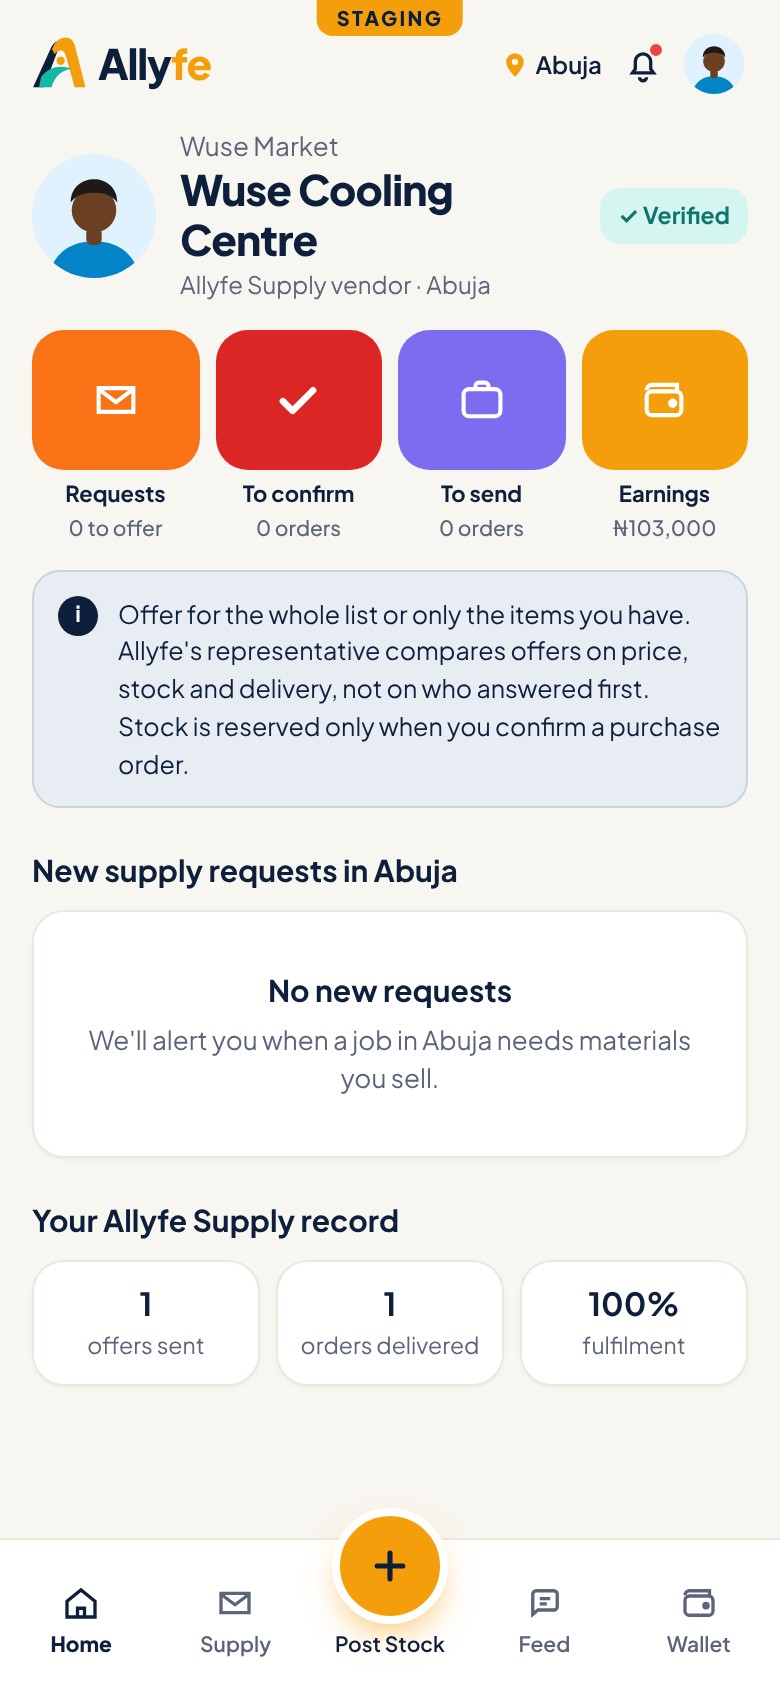 STAGING
Allyfe
Abuja
Wuse Market
Wuse Cooling
Centre
Allyfe Supply vendor · Abuja
✓ Verified
Requests
0 to offer
To confirm
0 orders
To send
0 orders
Earnings
₦103,000
i
Offer for the whole list or only the items you have.
Allyfe's representative compares offers on price,
stock and delivery, not on who answered first.
Stock is reserved only when you confirm a purchase
order.
New supply requests in Abuja
No new requests
We'll alert you when a job in Abuja needs materials
you sell.
Your Allyfe Supply record
1
offers sent
1
orders delivered
100%
fulfilment
Home
Supply
Post Stock
Feed
Wallet